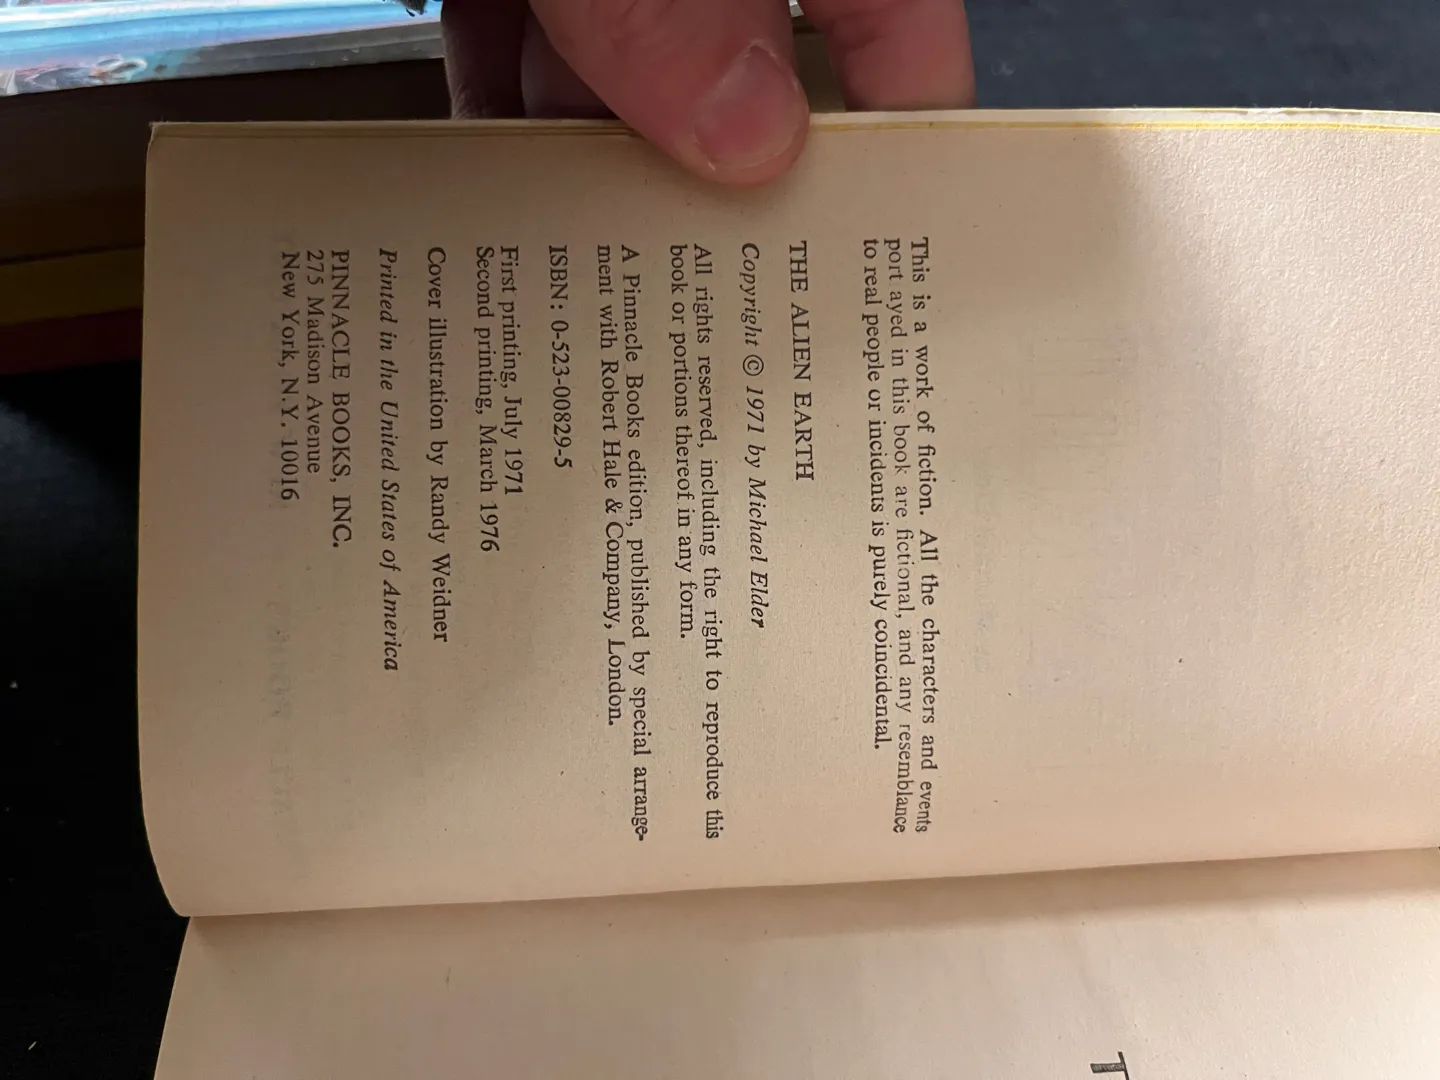 This is a work of fiction. All the characters and events
port ayed in this book are fictional, and any resemblance
to real people or incidents is purely coincidental.
THE ALIEN EARTH
Copyright © 1971 by Michael Elder
All rights reserved, including the right to reproduce this
book or portions thereof in any form.
A Pinnacle Books edition, published by special arrange-
ment with Robert Hale & Company, London.
ISBN: 0-523-00829-5
First printing, July 1971
Second printing, March 1976
Cover illustration by Randy Weidner
Printed in the United States of America
PINNACLE BOOKS, INC.
275 Madison Avenue
New York, N.Y. 10016
T